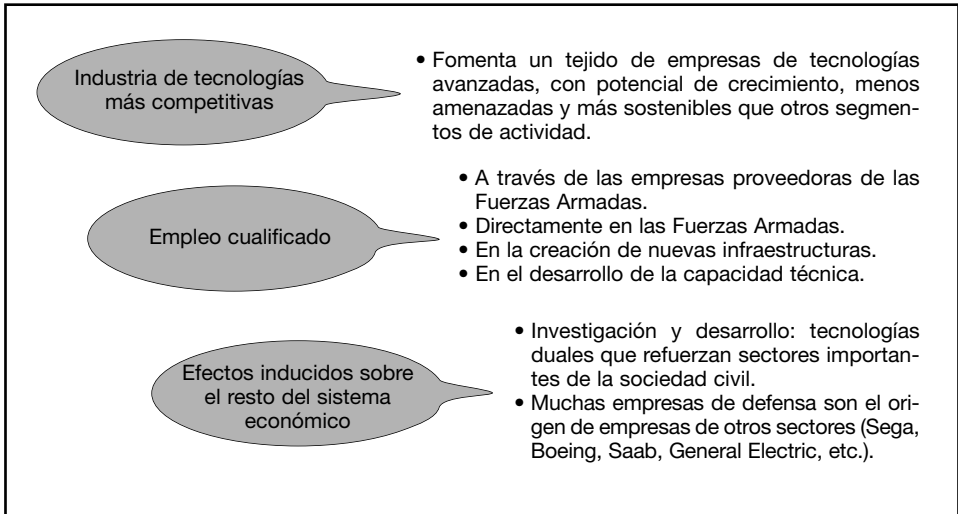 Industria de tecnologías
más competitivas
• Fomenta un tejido de empresas de tecnologías
avanzadas, con potencial de crecimiento, menos
amenazadas y más sostenibles que otros segmen-
tos de actividad.
Empleo cualificado
• A través de las empresas proveedoras de las
Fuerzas Armadas.
• Directamente en las Fuerzas Armadas.
• En la creación de nuevas infraestructuras.
• En el desarrollo de la capacidad técnica.
Efectos inducidos sobre
el resto del sistema
económico
• Investigación y desarrollo: tecnologías
duales que refuerzan sectores importan-
tes de la sociedad civil.
• Muchas empresas de defensa son el ori-
gen de empresas de otros sectores (Sega,
Boeing, Saab, General Electric, etc.).